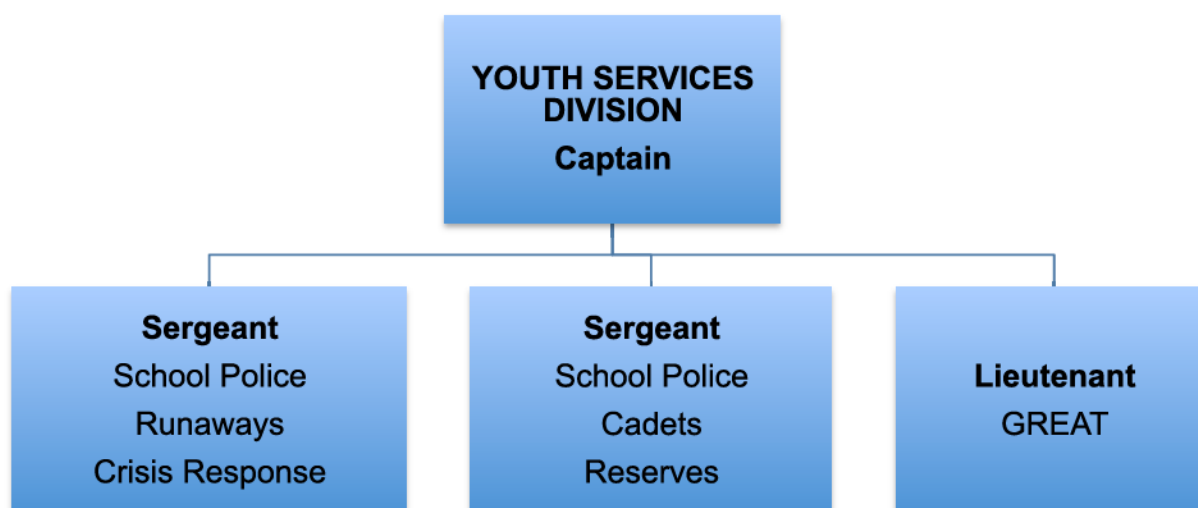 YOUTH SERVICES
DIVISION
Captain
Sergeant
School Police
Runaways
Crisis Response
Sergeant
School Police
Cadets
Reserves
Lieutenant
GREAT